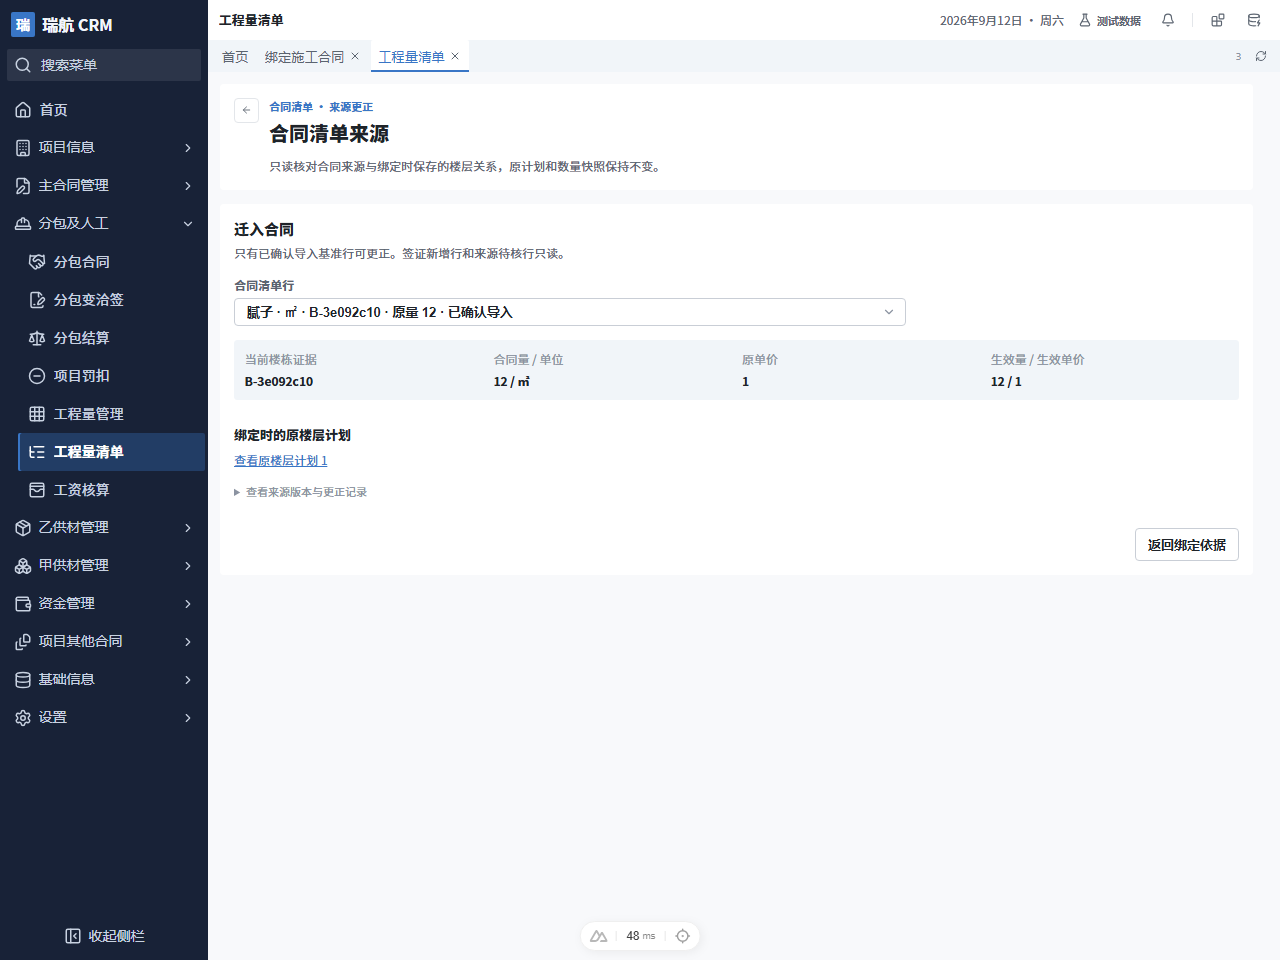 瑞 瑞航 CRM
搜索菜单
首页
项目信息
主合同管理
分包及人工
分包合同
分包变洽签
分包结算
项目罚扣
工程量管理
工程量清单
工资核算
乙供材管理
甲供材管理
资金管理
项目其他合同
基础信息
设置
收起侧栏
工程量清单
2026年9月12日 • 周六 测试数据
首页 绑定施工合同 工程量清单 3
合同清单 • 来源更正
合同清单来源
只读核对合同来源与绑定时保存的楼层关系，原计划和数量快照保持不变。
迁入合同
只有已确认导入基准行可更正。签证新增行和来源待核行只读。
合同清单行
腻子 · ㎡ · B-3e092c10 · 原量 12 · 已确认导入
当前楼栋证据 合同量 / 单位 原单价 生效量 / 生效单价
B-3e092c10 12 / ㎡ 1 12 / 1
绑定时的原楼层计划
查看原楼层计划 1
查看来源版本与更正记录
返回绑定依据
48 ms